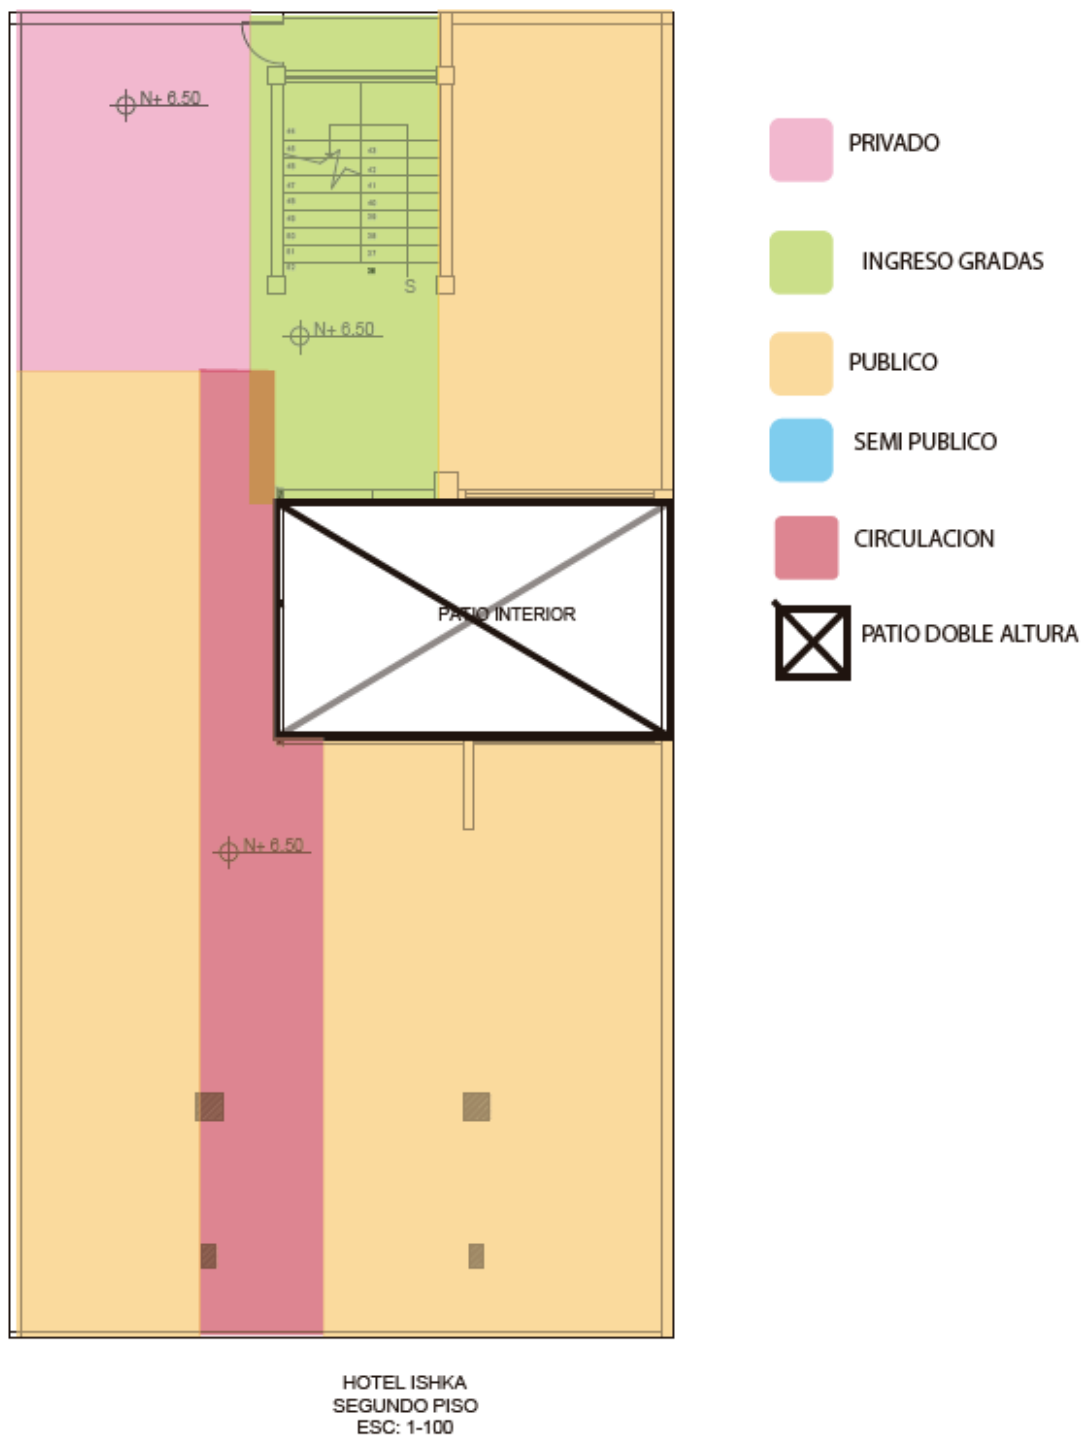 N+ 6.50
PRIVADO
INGRESO GRADAS
S
N+ 6.50
PUBLICO
SEMI PUBLICO
CIRCULACION
PATIO INTERIOR
PATIO DOBLE ALTURA
N+ 6.50
HOTEL ISHKA
SEGUNDO PISO
ESC: 1-100